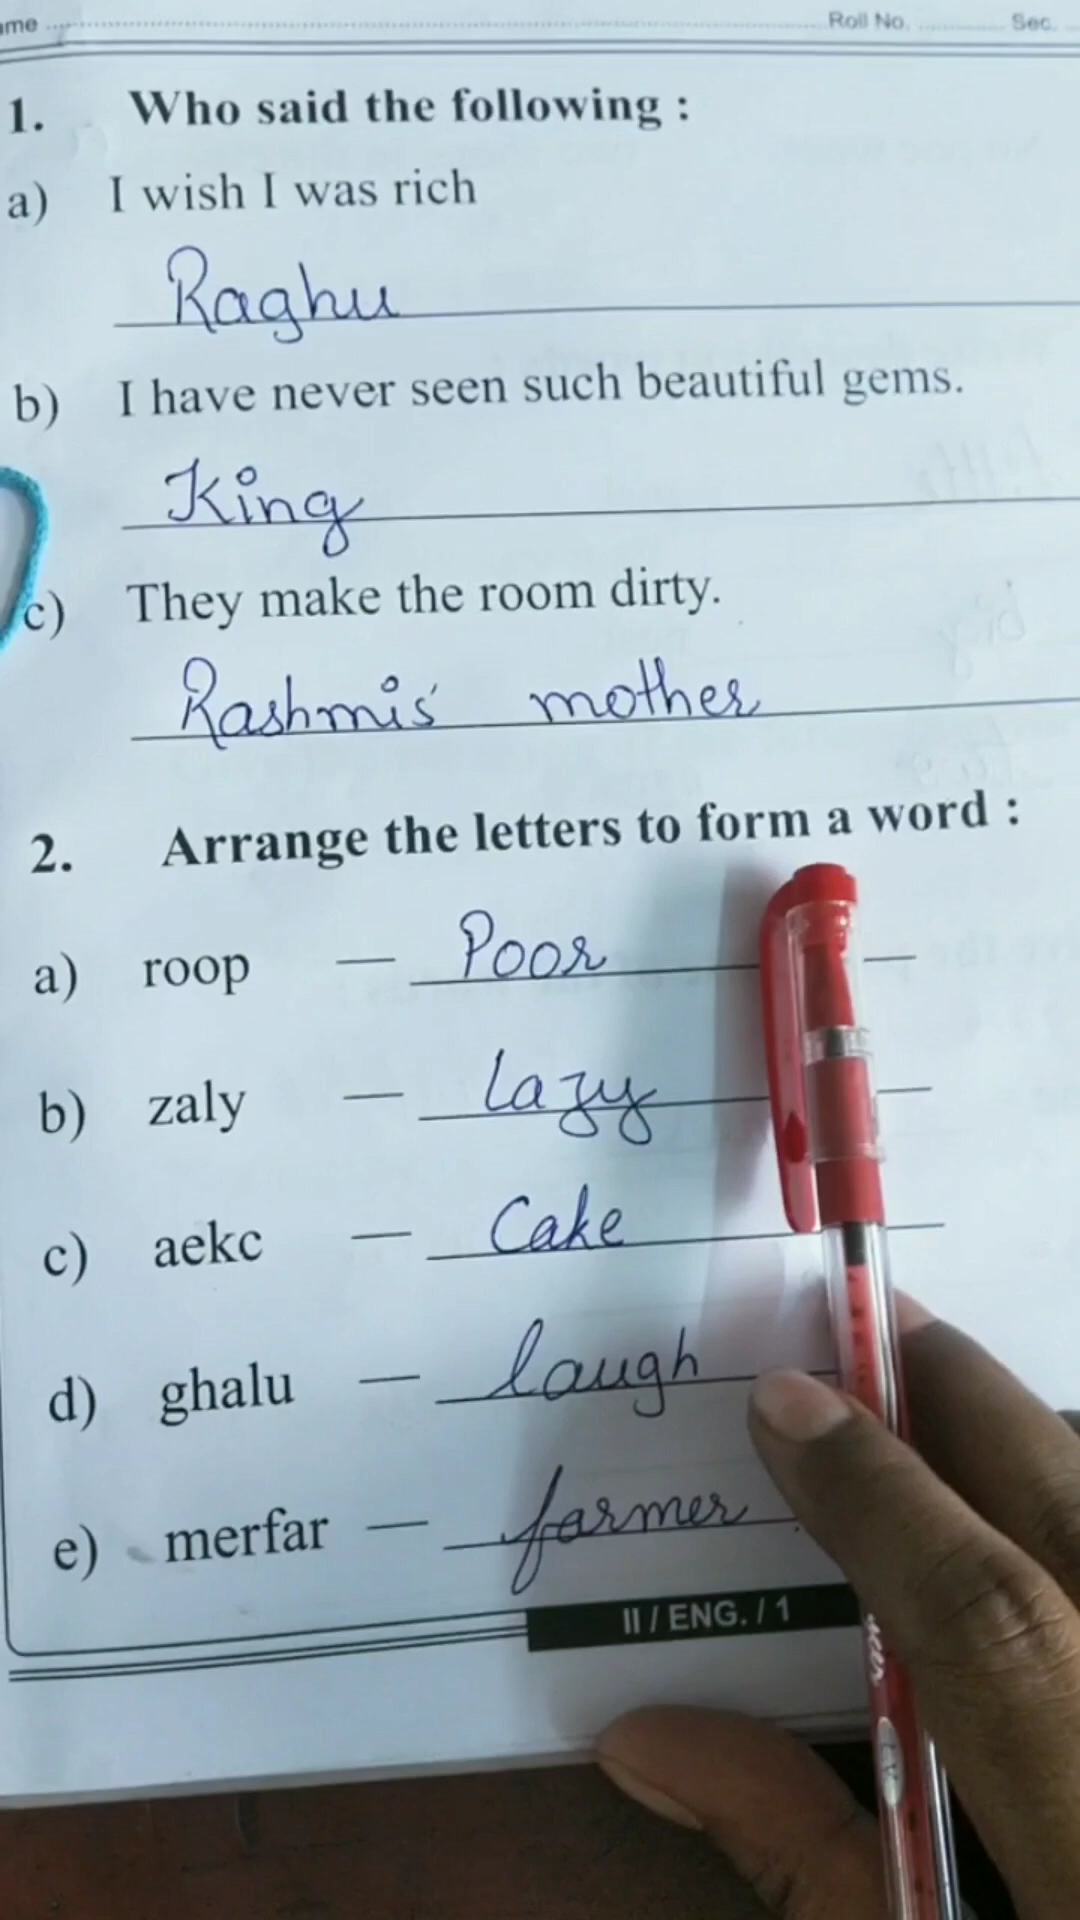 Roll No. Sec.
1. Who said the following :
a) I wish I was rich
Raghu
b) I have never seen such beautiful gems.
King
c) They make the room dirty.
Rashmis' mother
2. Arrange the letters to form a word :
a) roop — Poor —
b) zaly — Lazy —
c) aekc — Cake —
d) ghalu — laugh
e) merfar — farmer
II / ENG. / 1